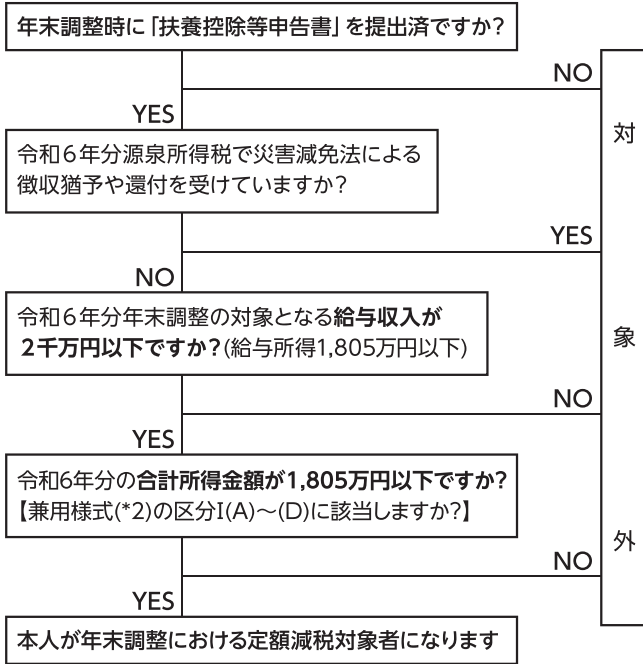 年末調整時に「扶養控除等申告書」を提出済ですか?
NO
YES
令和6年分源泉所得税で災害減免法による
徴収猶予や還付を受けていますか?
YES
NO
令和6年分年末調整の対象となる給与収入が
2千万円以下ですか?(給与所得1,805万円以下)
NO
YES
令和6年分の合計所得金額が1,805万円以下ですか?
【兼用様式(*2)の区分I(A)～(D)に該当しますか?】
NO
YES
本人が年末調整における定額減税対象者になります
対象外